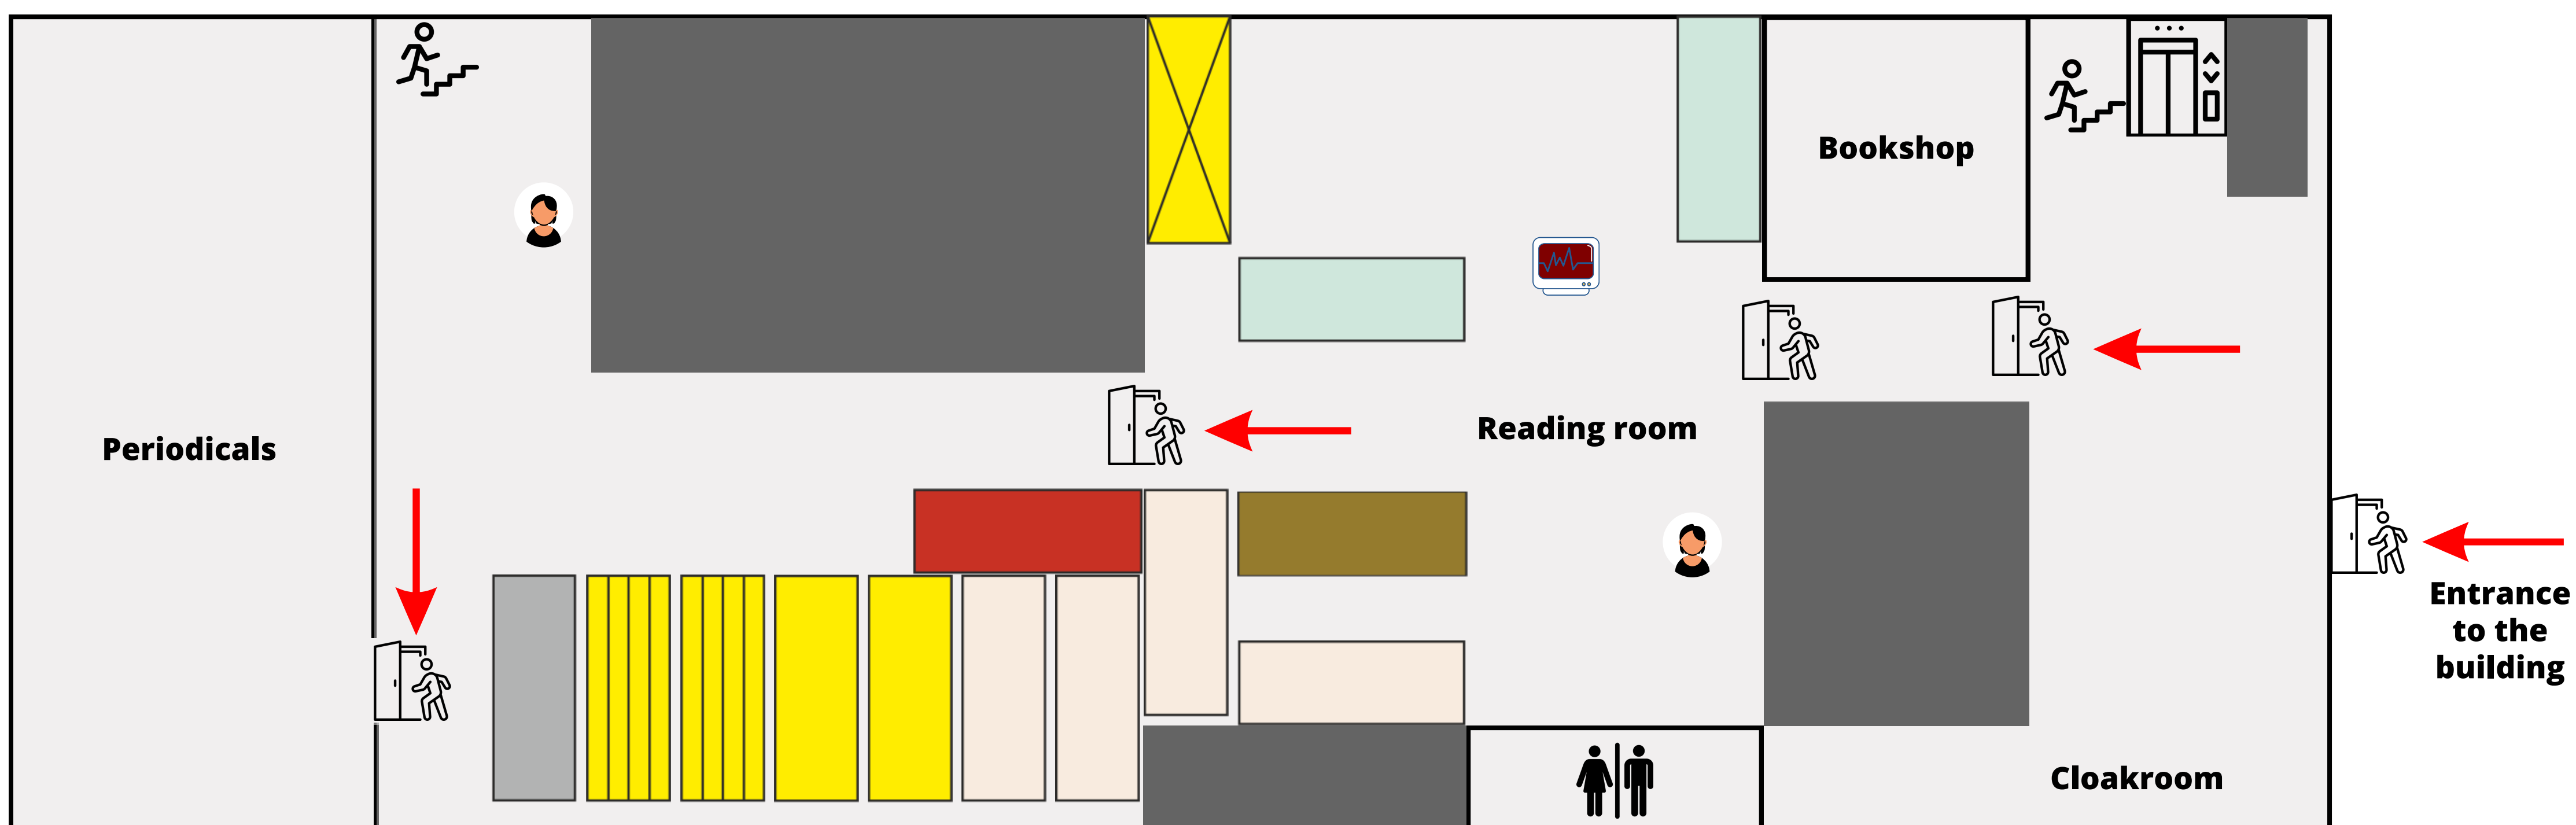 Bookshop
Periodicals
Reading room
Entrance
to the
building
Cloakroom